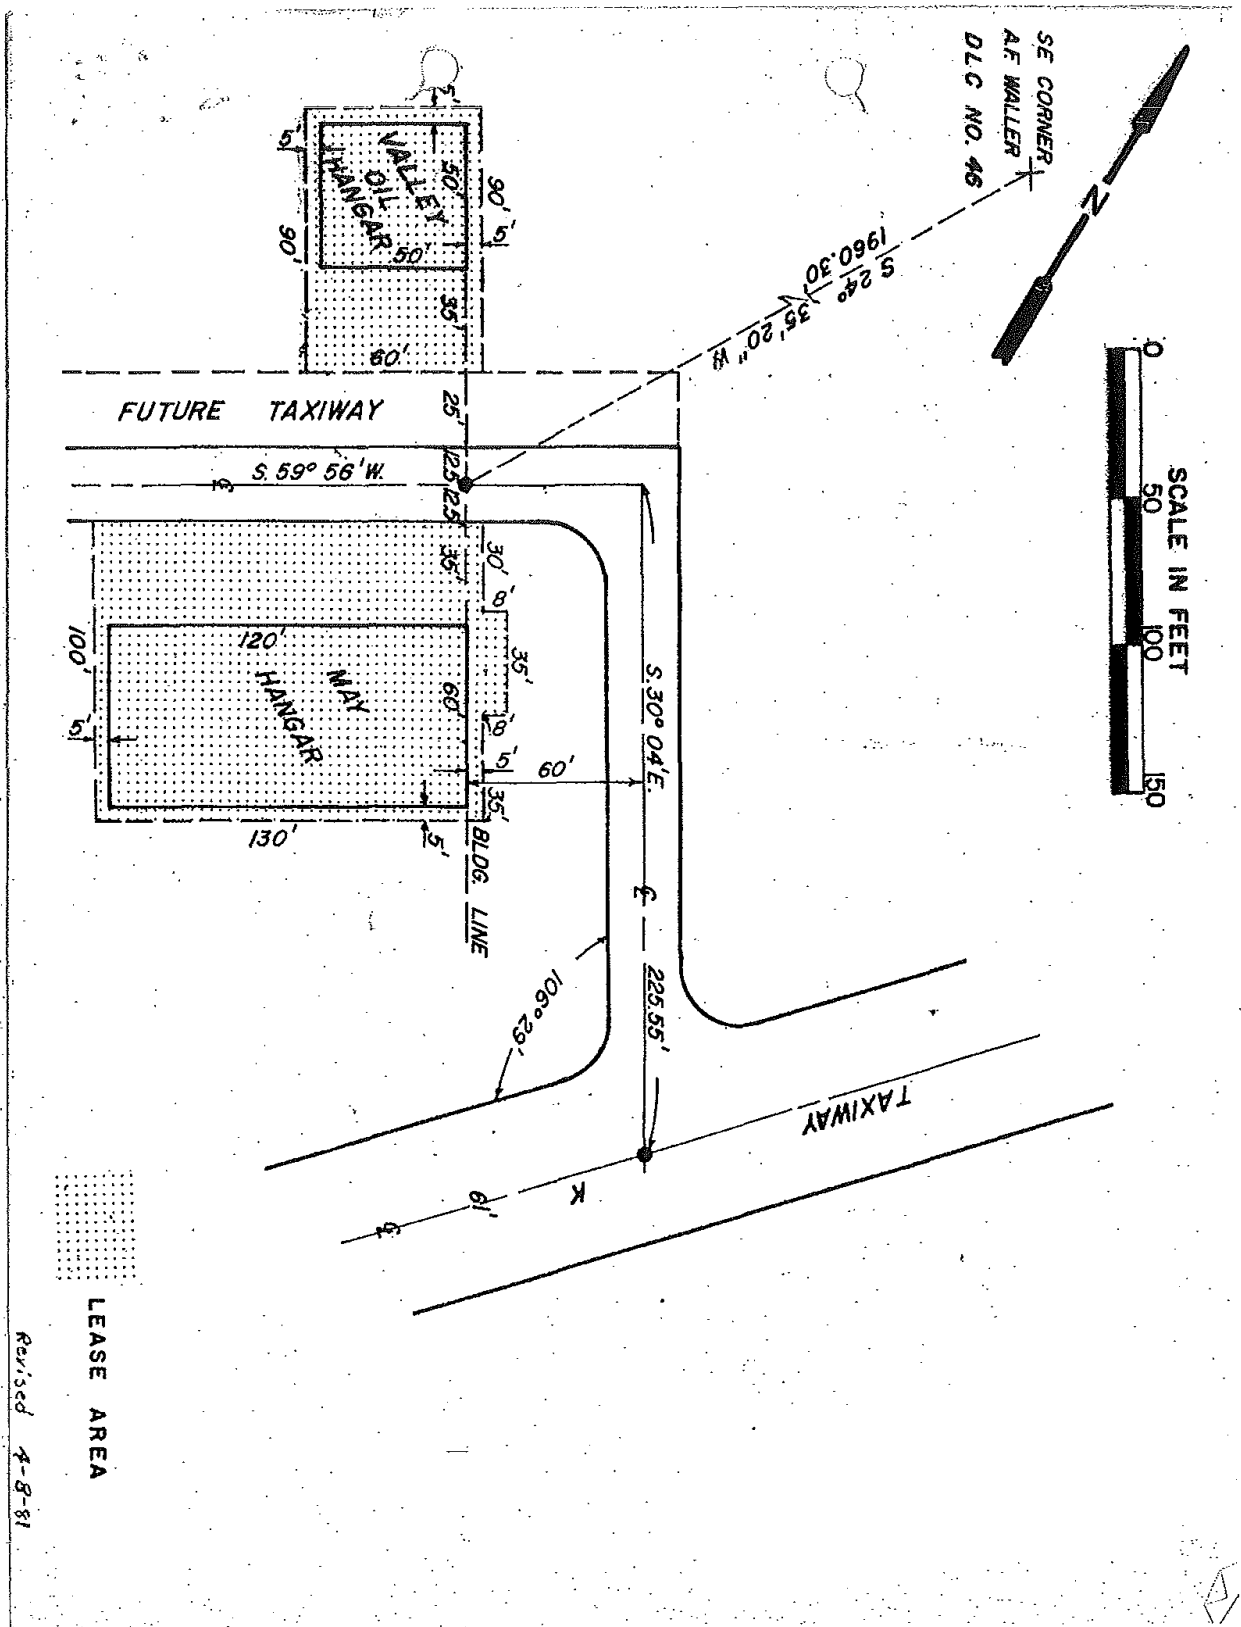 SE CORNER
A.F. WALLER
D.L.C NO. 46
N
S 24° 35' 20" W
1960.30'
SCALE IN FEET
0 50 100 150
5'
5'
VALLEY
OIL
HANGAR
50'
90'
5'
90'
50'
35'
60'
FUTURE TAXIWAY
25'
12.5'
12.5'
S. 59° 56' W.
℄
35'
30'
8'
35'
8'
120'
100'
MAY
HANGAR
60'
5'
5'
60'
35'
130'
5'
BLDG. LINE
S. 30° 04' E.
℄
225.55'
106° 29'
TAXIWAY
K
61'
℄
LEASE AREA
Revised 4-8-81